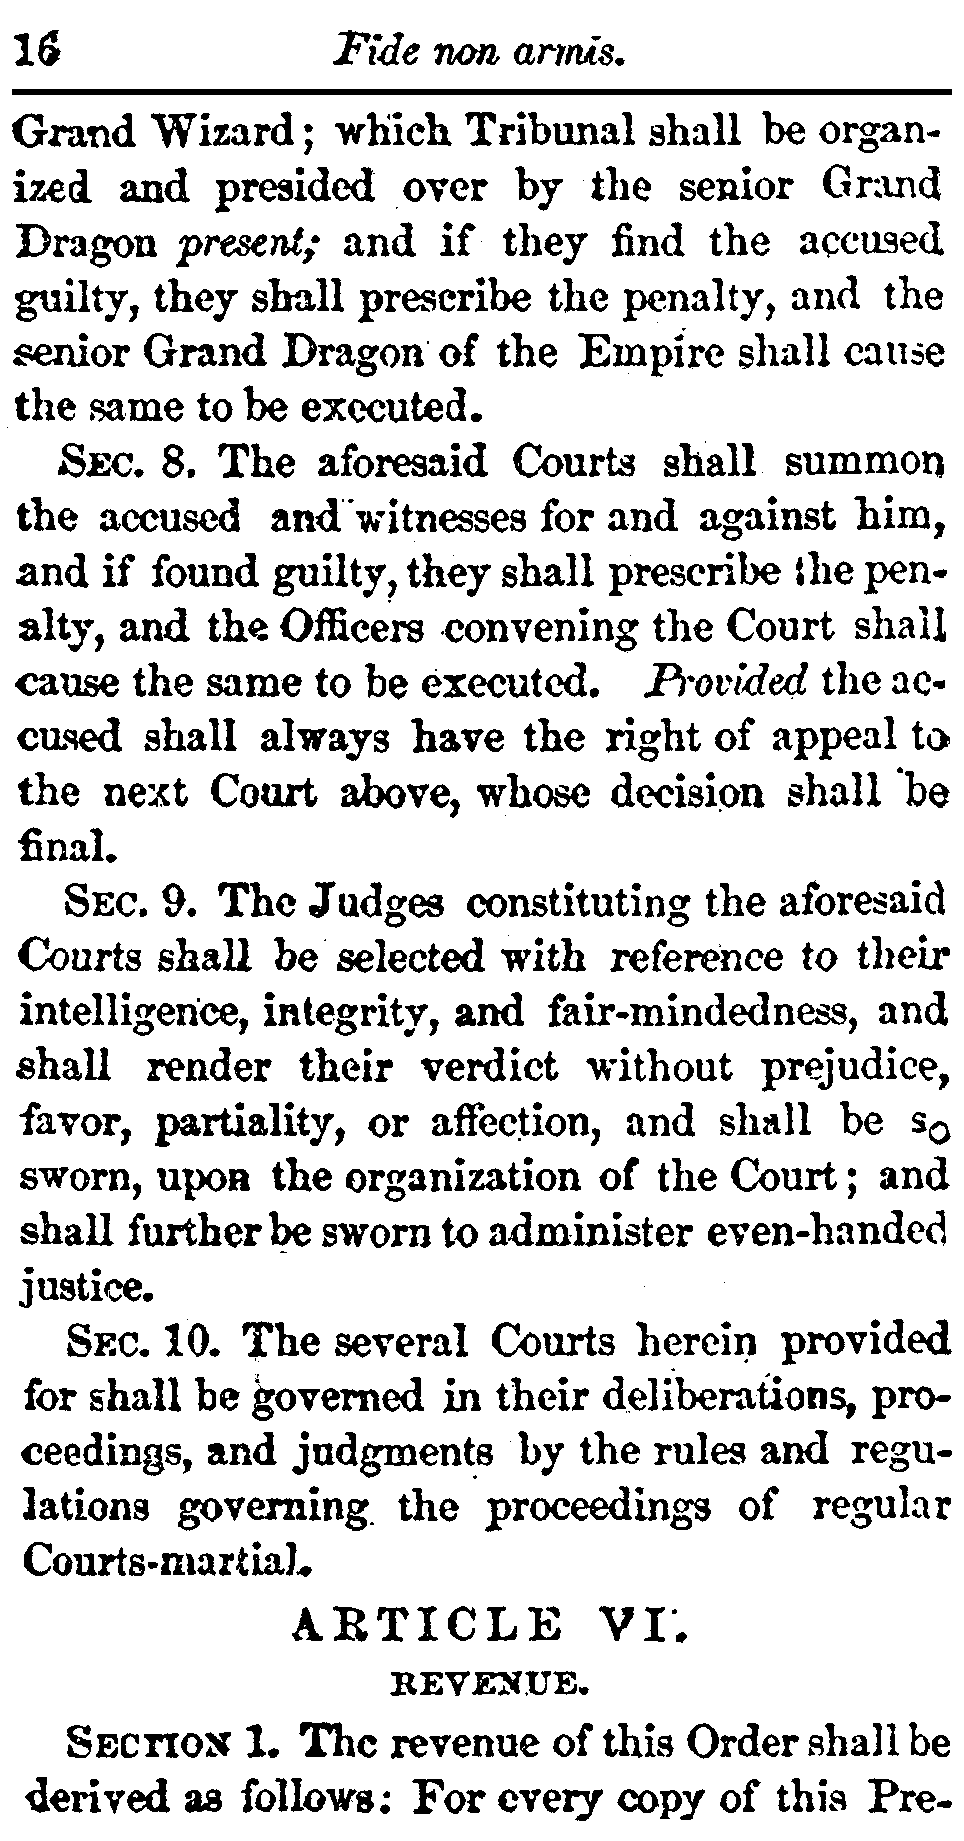 16 Fide non armis.
Grand Wizard; which Tribunal shall be organ-
ized and presided over by the senior Grand
Dragon present; and if they find the accused
guilty, they shall prescribe the penalty, and the
senior Grand Dragon of the Empire shall cause
the same to be executed.
SEC. 8. The aforesaid Courts shall summon
the accused and witnesses for and against him,
and if found guilty, they shall prescribe the pen-
alty, and the Officers convening the Court shall
cause the same to be executed. Provided the ac-
cused shall always have the right of appeal to
the next Court above, whose decision shall be
final.
SEC. 9. The Judges constituting the aforesaid
Courts shall be selected with reference to their
intelligence, integrity, and fair-mindedness, and
shall render their verdict without prejudice,
favor, partiality, or affection, and shall be so
sworn, upon the organization of the Court; and
shall further be sworn to administer even-handed
justice.
SEC. 10. The several Courts herein provided
for shall be governed in their deliberations, pro-
ceedings, and judgments by the rules and regu-
lations governing the proceedings of regular
Courts-martial.
ARTICLE VI.
REVENUE.
SECTION 1. The revenue of this Order shall be
derived as follows: For every copy of this Pre-